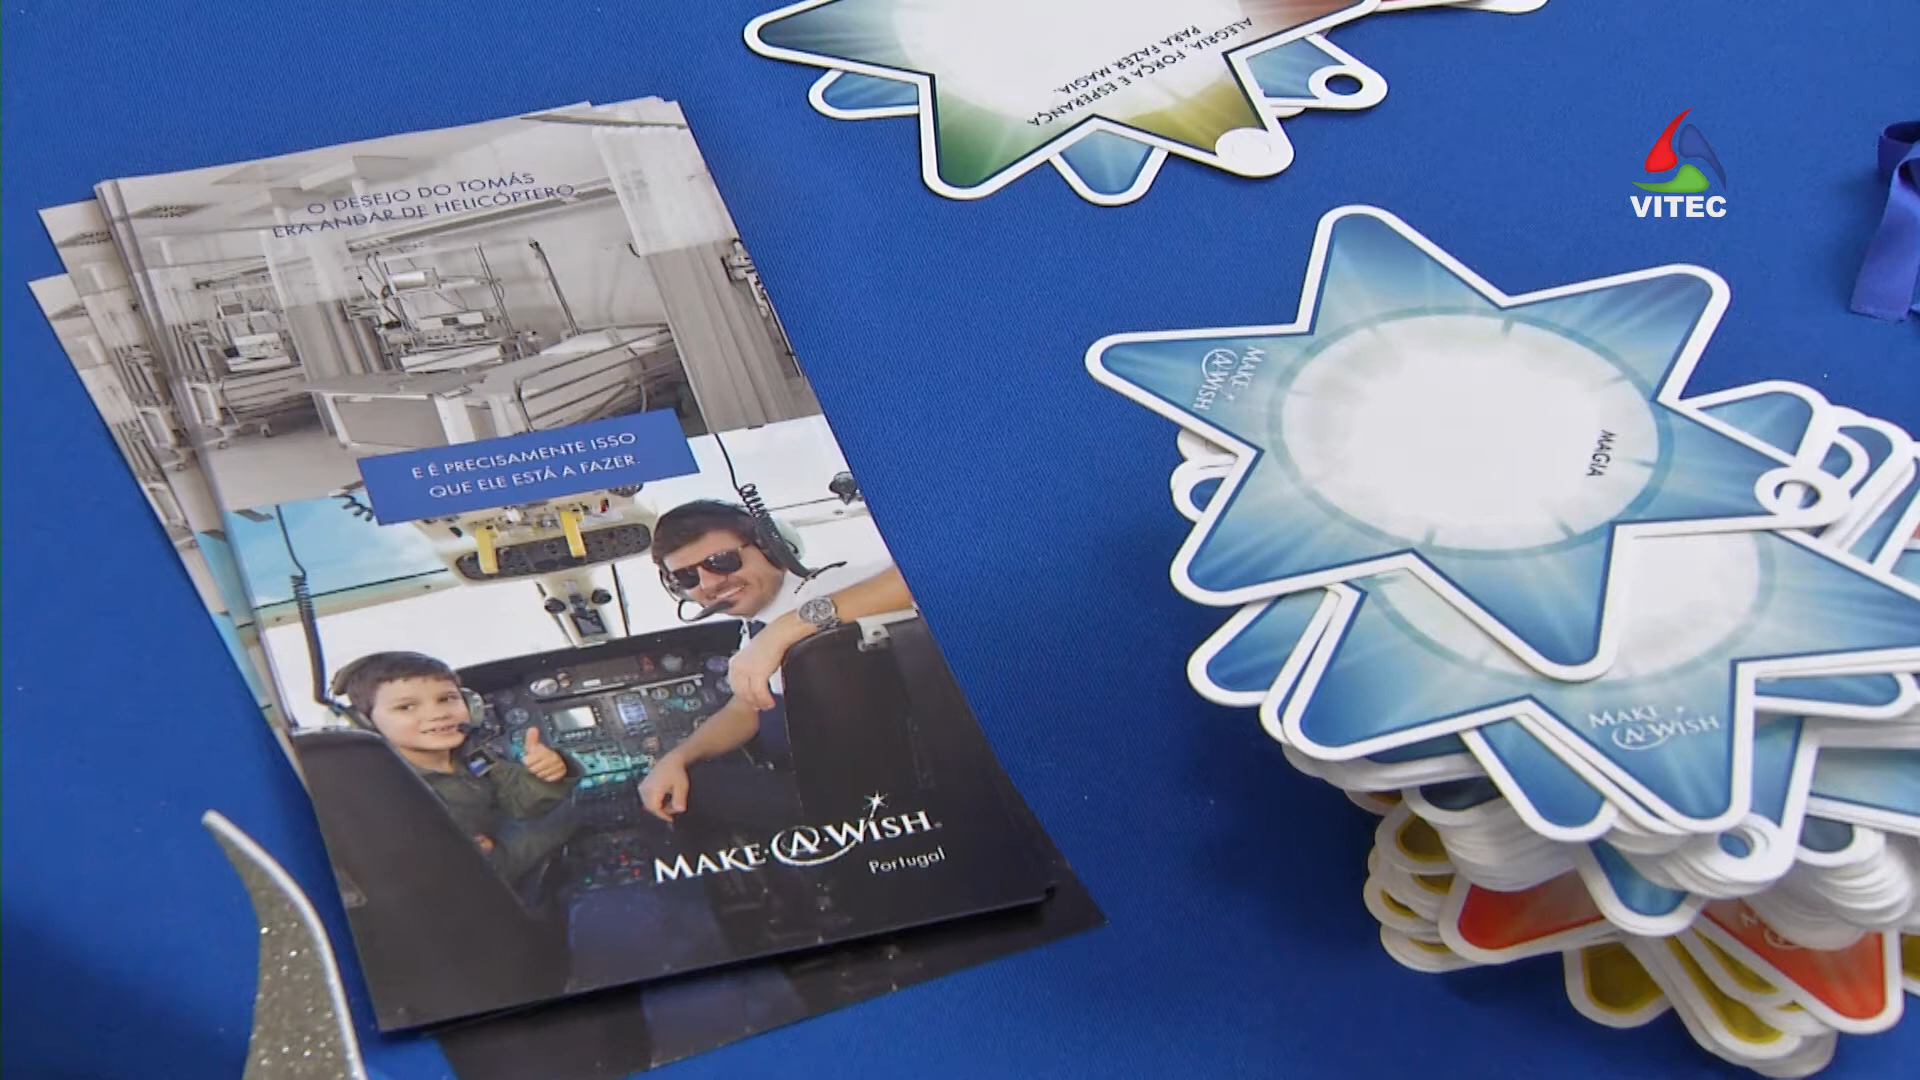 ALEGRIA, FORÇA E ESPERANÇA
PARA FAZER MAGIA.
VITEC
O DESEJO DO TOMÁS
ERA ANDAR DE HELICÓPTERO.
E É PRECISAMENTE ISSO
QUE ELE ESTÁ A FAZER.
MAKE·A·WISH®
Portugal
MAKE
A·WISH
MAGIA
MAKE
A·WISH